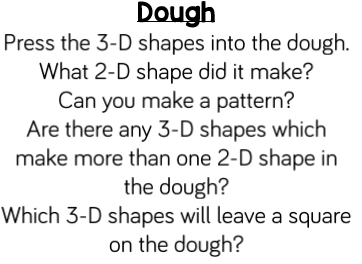 Dough
Press the 3-D shapes into the dough.
What 2-D shape did it make?
Can you make a pattern?
Are there any 3-D shapes which
make more than one 2-D shape in
the dough?
Which 3-D shapes will leave a square
on the dough?